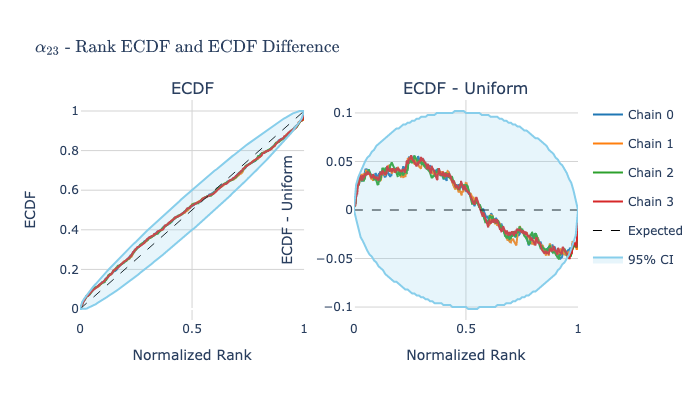 α₂₃ - Rank ECDF and ECDF Difference
ECDF
ECDF - Uniform
1
0.8
0.6
0.4
0.2
0
0
0.5
1
ECDF
Normalized Rank
0.1
0.05
0
−0.05
−0.1
0
0.5
1
ECDF - Uniform
Normalized Rank
Chain 0
Chain 1
Chain 2
Chain 3
Expected
95% CI